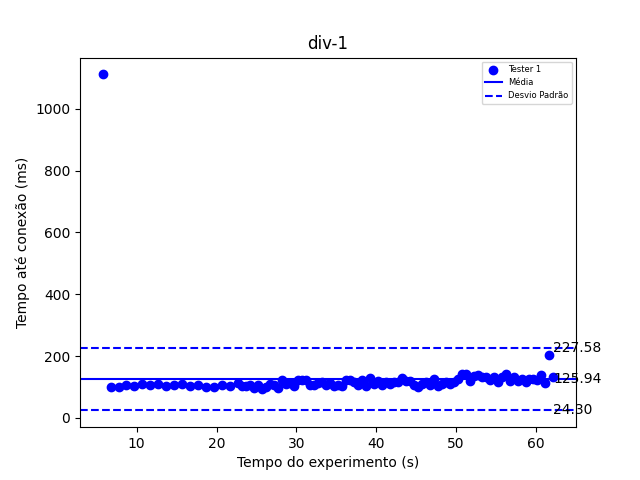 div-1
Tester 1
Média
Desvio Padrão
1000
800
600
400
200
0
227.58
125.94
24.30
10 20 30 40 50 60
Tempo até conexão (ms)
Tempo do experimento (s)